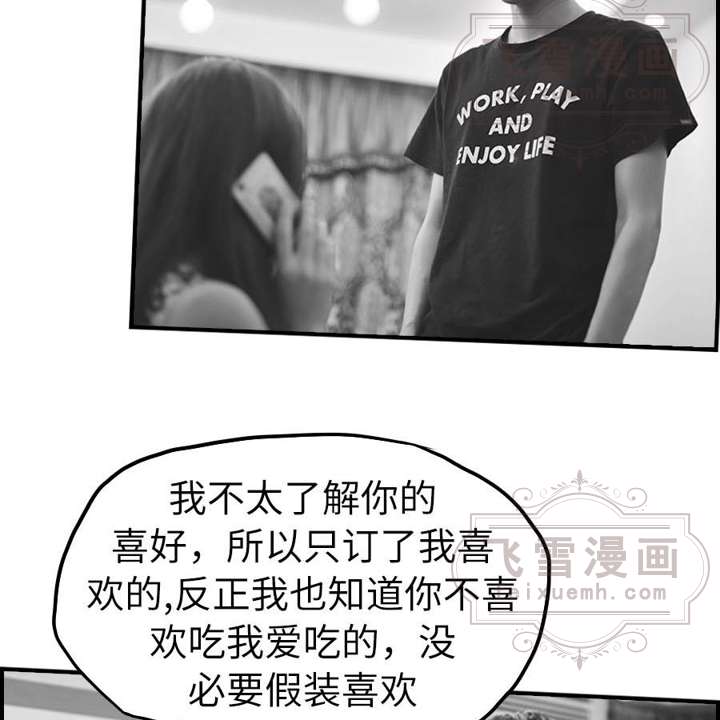 飞雪漫画
feixuemh.com
WORK, PLAY
AND
ENJOY LIFE
我不太了解你的
喜好，所以只订了我喜
欢的,反正我也知道你不喜
欢吃我爱吃的，没
必要假装喜欢
飞雪漫画
feixuemh.com